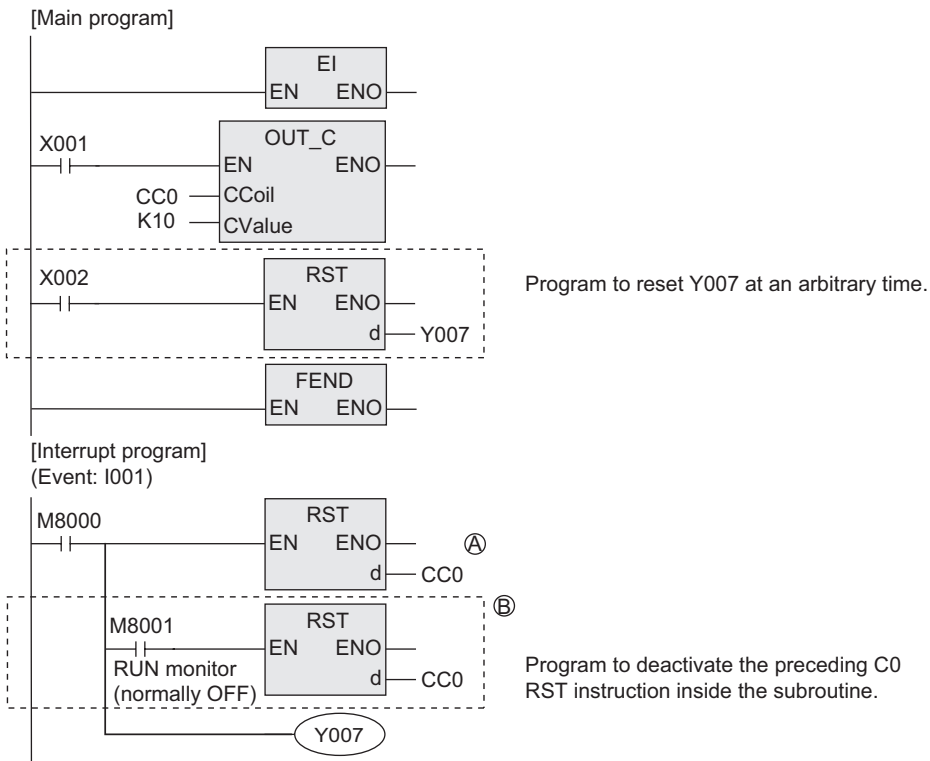 [Main program]
EI
EN ENO
X001
OUT_C
EN ENO
CC0 CCoil
K10 CValue
X002
RST
EN ENO
d Y007
Program to reset Y007 at an arbitrary time.
FEND
EN ENO
[Interrupt program]
(Event: I001)
M8000
RST
EN ENO
Ⓐ
d CC0
Ⓑ
M8001
RST
EN ENO
RUN monitor
(normally OFF)
d CC0
Program to deactivate the preceding C0
RST instruction inside the subroutine.
Y007